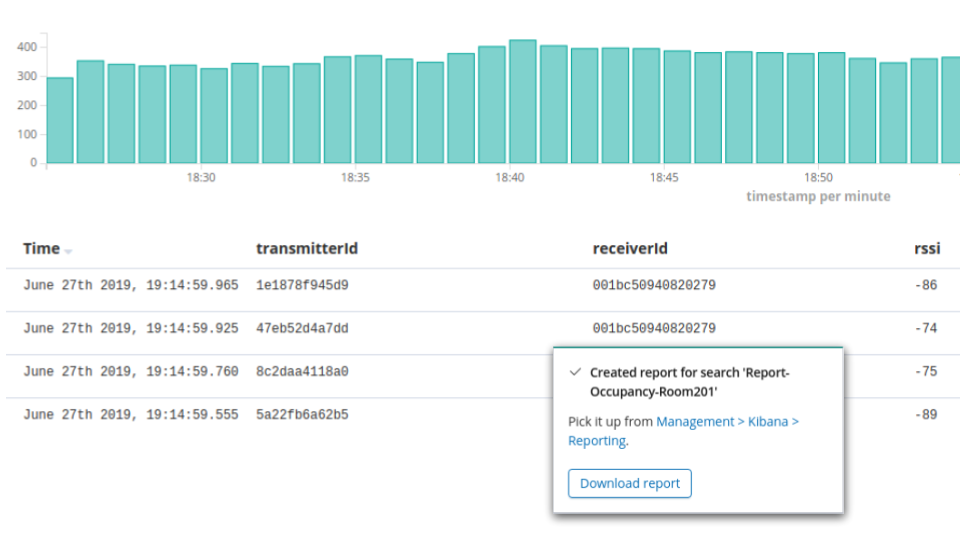 400
300
200
100
0
18:30 18:35 18:40 18:45 18:50
timestamp per minute
Time transmitterId receiverId rssi
June 27th 2019, 19:14:59.965 1e1878f945d9 001bc50940820279 -86
June 27th 2019, 19:14:59.925 47eb52d4a7dd 001bc50940820279 -74
June 27th 2019, 19:14:59.760 8c2daa4118a0 -75
June 27th 2019, 19:14:59.555 5a22fb6a62b5 -89
Created report for search 'Report-
Occupancy-Room201'
Pick it up from Management > Kibana >
Reporting.
Download report